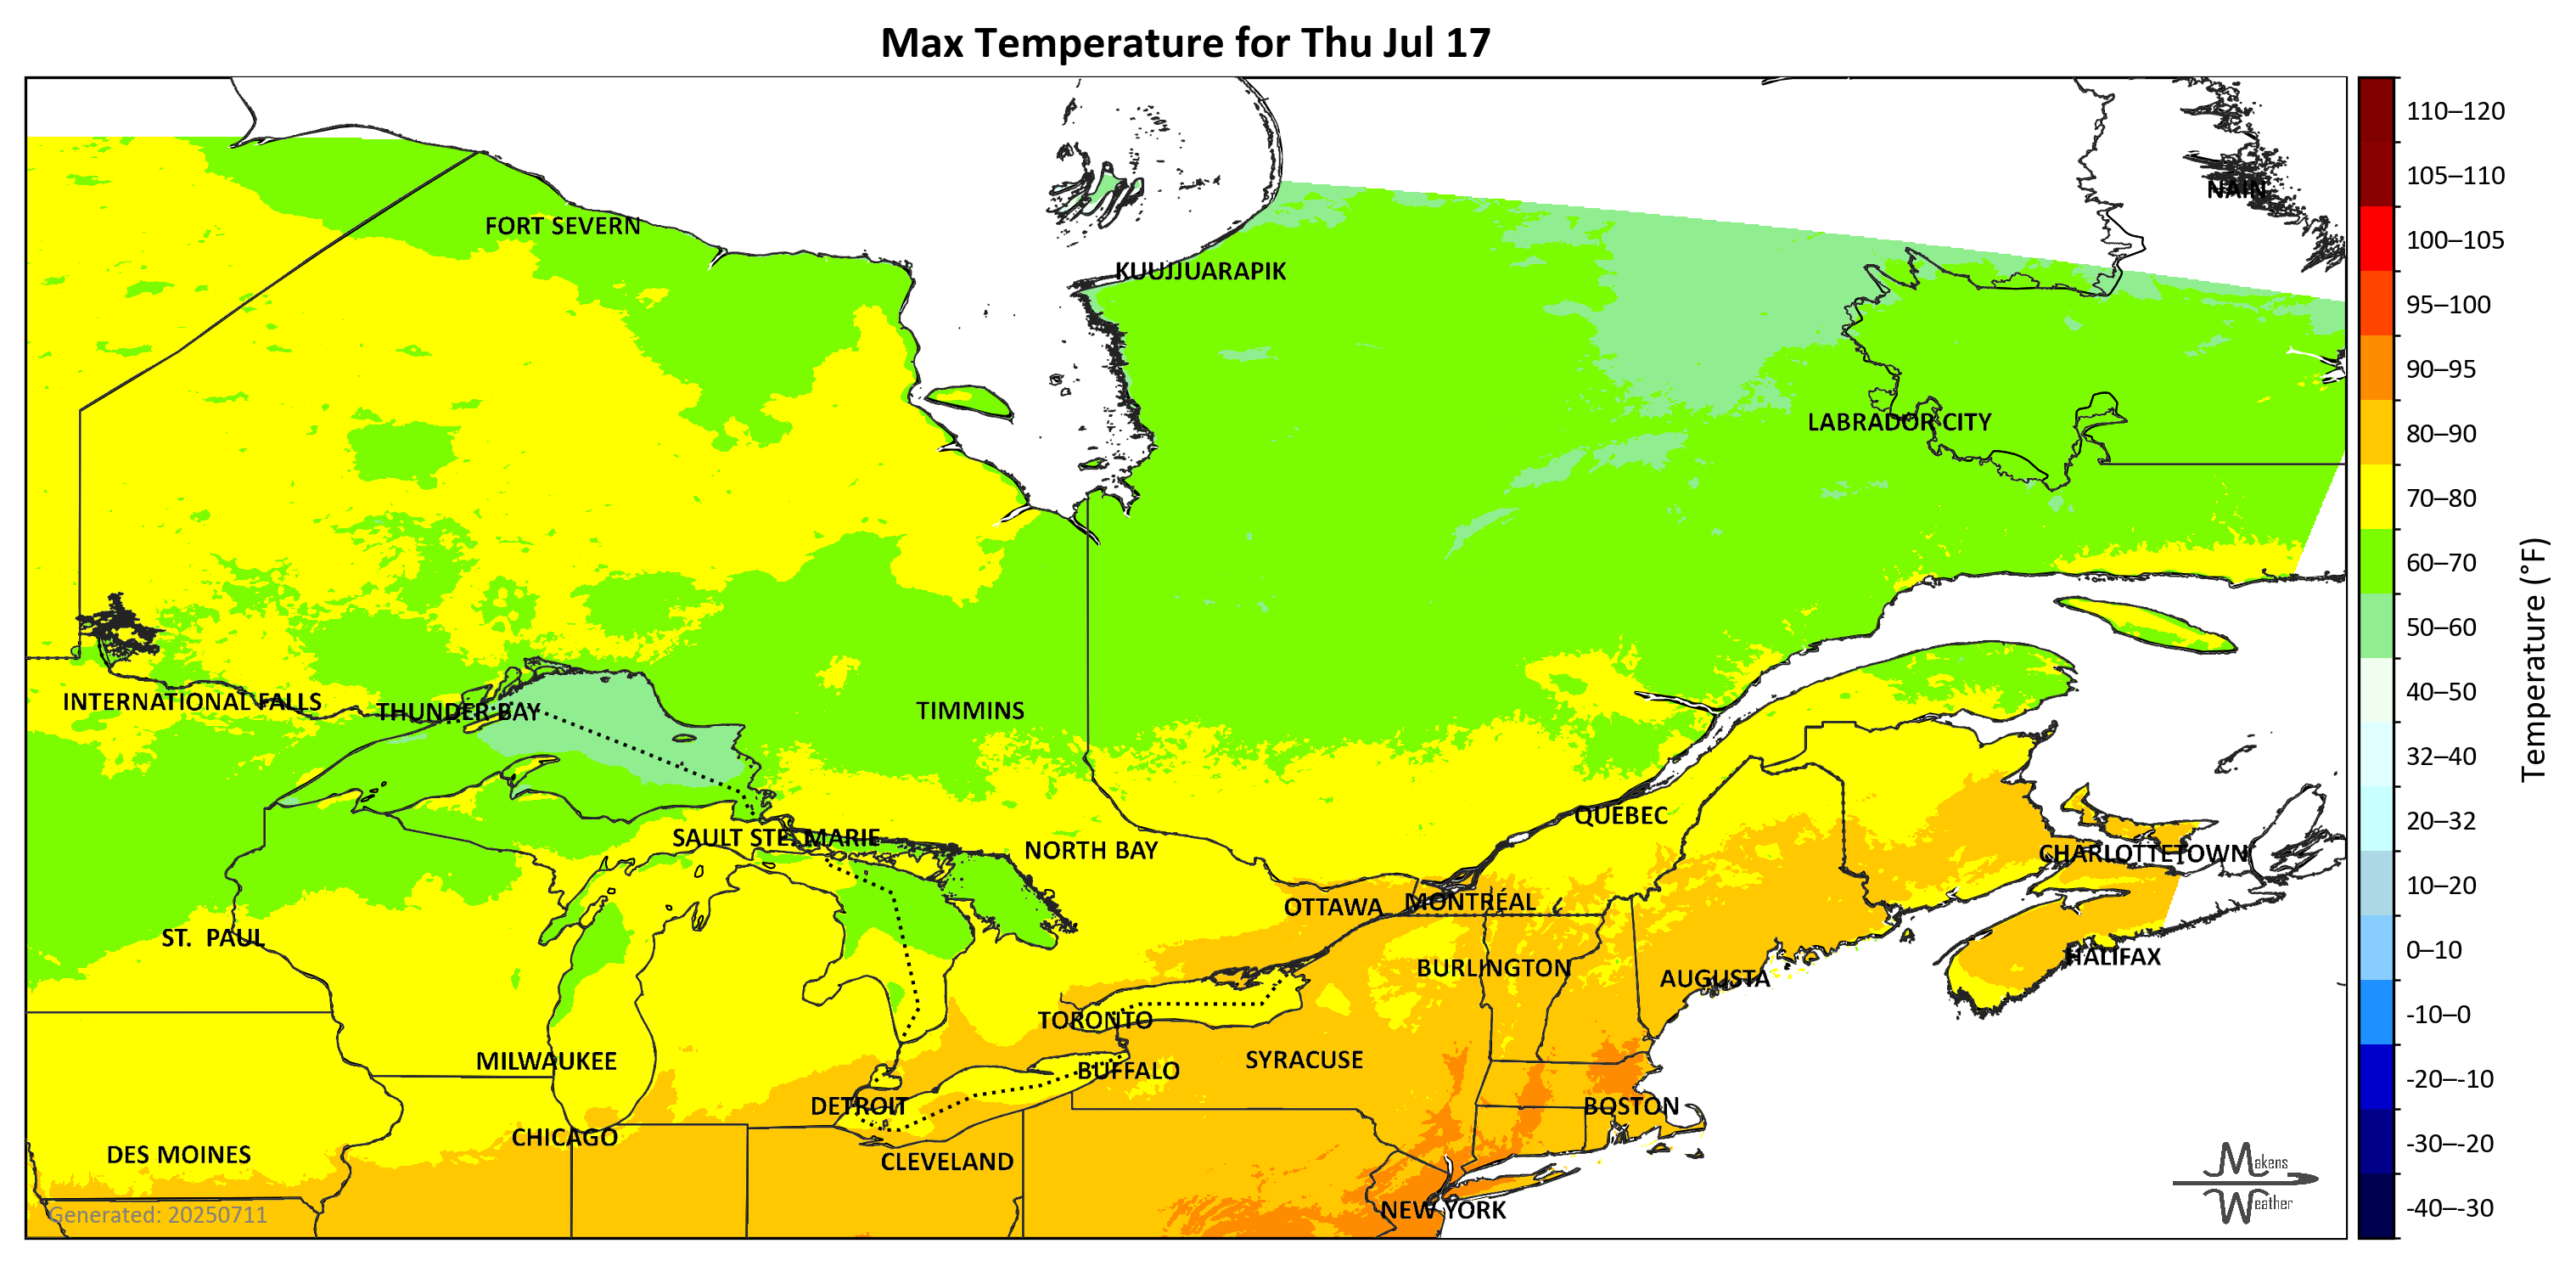 Max Temperature for Thu Jul 17
110–120
105–110
NAIN
FORT SEVERN
100–105
KUUJJUARAPIK
95–100
90–95
LABRADOR CITY
80–90
70–80
60–70
50–60
Temperature (°F)
INTERNATIONAL FALLS
THUNDER BAY
TIMMINS
40–50
32–40
QUÉBEC
20–32
SAULT STE. MARIE
NORTH BAY
CHARLOTTETOWN
10–20
OTTAWA
MONTRÉAL
ST. PAUL
0–10
HALIFAX
BURLINGTON
AUGUSTA
TORONTO
-10–0
MILWAUKEE
SYRACUSE
BUFFALO
-20–-10
DETROIT
BOSTON
CHICAGO
-30–-20
DES MOINES
CLEVELAND
Makens
Weather
NEW YORK
-40–-30
Generated: 20250711